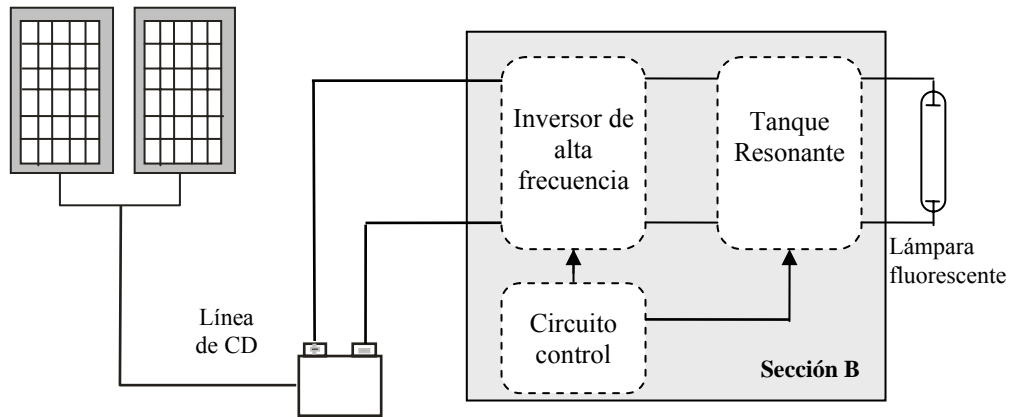 Inversor de
alta
frecuencia
Tanque
Resonante
Lámpara
fluorescente
Circuito
control
Línea
de CD
Sección B